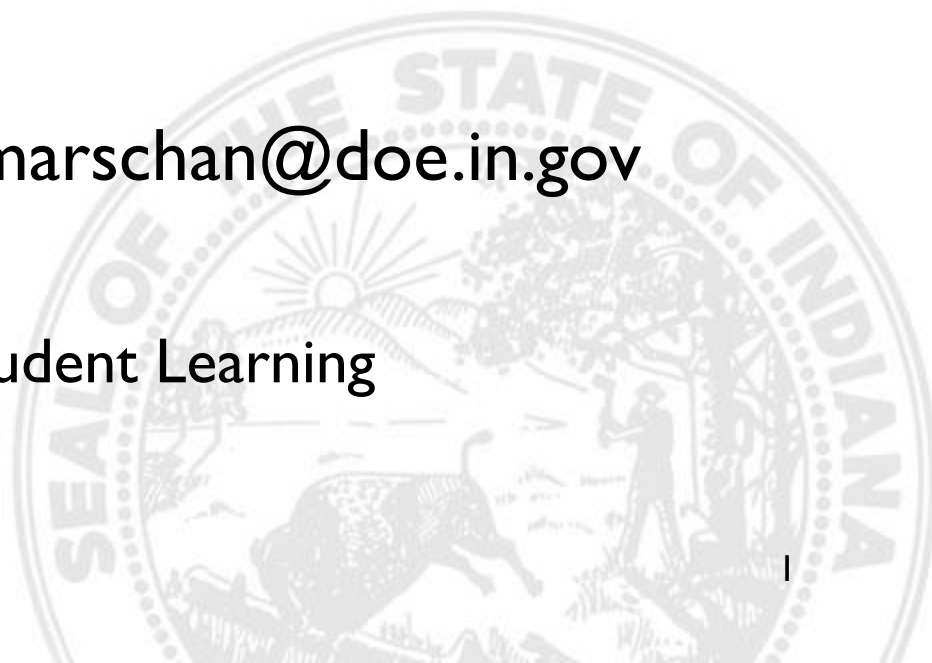 SEAL OF THE STATE OF INDIANA
marschan@doe.in.gov
udent Learning
1